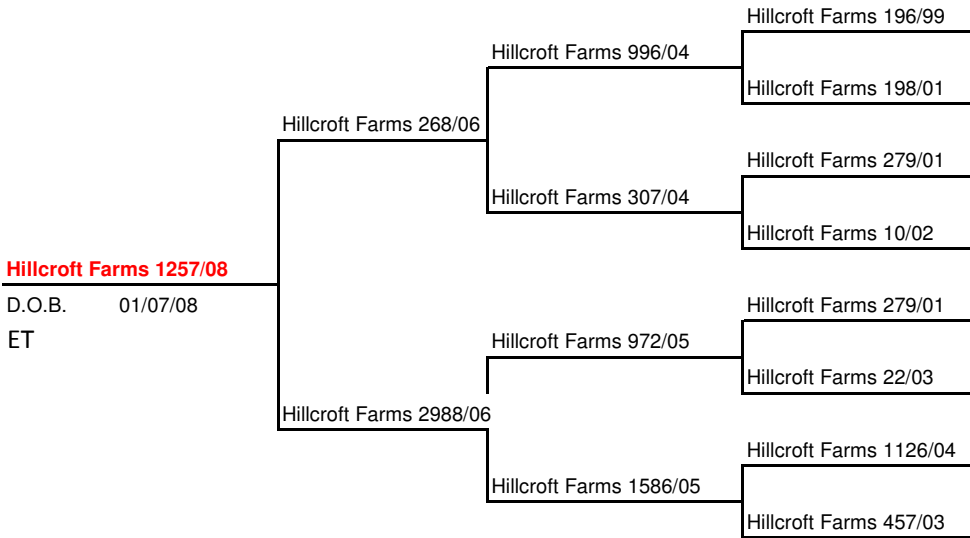 Hillcroft Farms 196/99
Hillcroft Farms 996/04
Hillcroft Farms 198/01
Hillcroft Farms 268/06
Hillcroft Farms 279/01
Hillcroft Farms 307/04
Hillcroft Farms 10/02
Hillcroft Farms 1257/08
D.O.B. 01/07/08
ET
Hillcroft Farms 279/01
Hillcroft Farms 972/05
Hillcroft Farms 22/03
Hillcroft Farms 2988/06
Hillcroft Farms 1126/04
Hillcroft Farms 1586/05
Hillcroft Farms 457/03